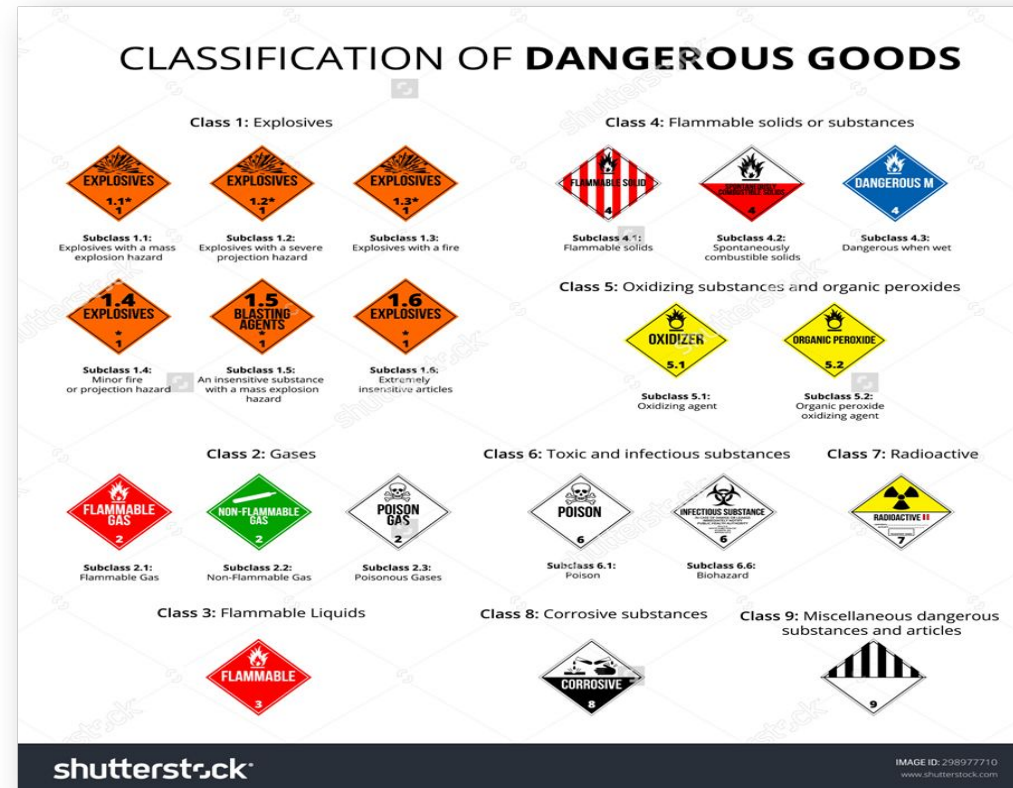 CLASSIFICATION OF DANGEROUS GOODS
Class 1: Explosives
EXPLOSIVES
1.1*
1
EXPLOSIVES
1.2*
1
EXPLOSIVES
1.3*
1
Subclass 1.1:
Explosives with a mass
explosion hazard
Subclass 1.2:
Explosives with a severe
projection hazard
Subclass 1.3:
Explosives with a fire
1.4
EXPLOSIVES
*
1
1.5
BLASTING
AGENTS
*
1
1.6
EXPLOSIVES
*
1
Subclass 1.4:
Minor fire
or projection hazard
Subclass 1.5:
An insensitive substance
with a mass explosion
hazard
Subclass 1.6:
Extremely
insensitive articles
Class 4: Flammable solids or substances
FLAMMABLE SOLID
4
SPONTANEOUSLY
COMBUSTIBLE SOLIDS
4
DANGEROUS M
4
Subclass 4.1:
Flammable solids
Subclass 4.2:
Spontaneously
combustible solids
Subclass 4.3:
Dangerous when wet
Class 5: Oxidizing substances and organic peroxides
OXIDIZER
5.1
ORGANIC PEROXIDE
5.2
Subclass 5.1:
Oxidizing agent
Subclass 5.2:
Organic peroxide
oxidizing agent
Class 2: Gases
FLAMMABLE
GAS
2
NON-FLAMMABLE
GAS
2
POISON
GAS
2
Subclass 2.1:
Flammable Gas
Subclass 2.2:
Non-Flammable Gas
Subclass 2.3:
Poisonous Gases
Class 6: Toxic and infectious substances
POISON
6
INFECTIOUS SUBSTANCE
6
Subclass 6.1:
Poison
Subclass 6.6:
Biohazard
Class 7: Radioactive
RADIOACTIVE II
7
Class 3: Flammable Liquids
FLAMMABLE
3
Class 8: Corrosive substances
CORROSIVE
8
Class 9: Miscellaneous dangerous
substances and articles
9
shutterstock
IMAGE ID: 298977710
www.shutterstock.com